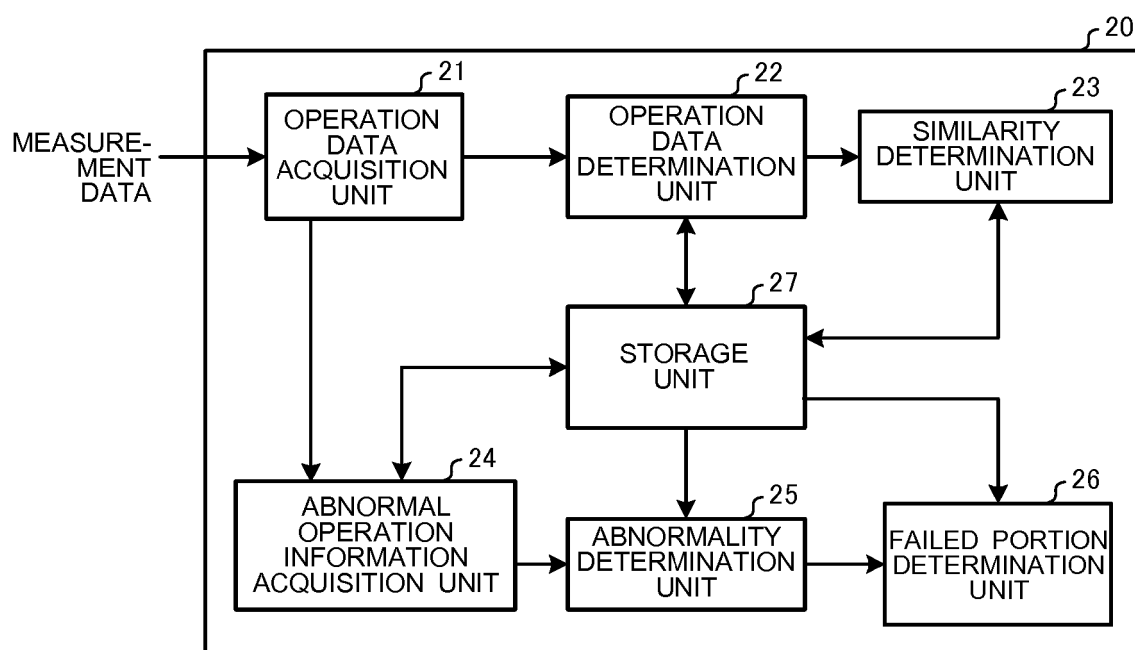 20
21
OPERATION
DATA
ACQUISITION
UNIT
22
OPERATION
DATA
DETERMINATION
UNIT
23
SIMILARITY
DETERMINATION
UNIT
MEASURE-
MENT
DATA
27
STORAGE
UNIT
24
ABNORMAL
OPERATION
INFORMATION
ACQUISITION UNIT
25
ABNORMALITY
DETERMINATION
UNIT
26
FAILED PORTION
DETERMINATION
UNIT